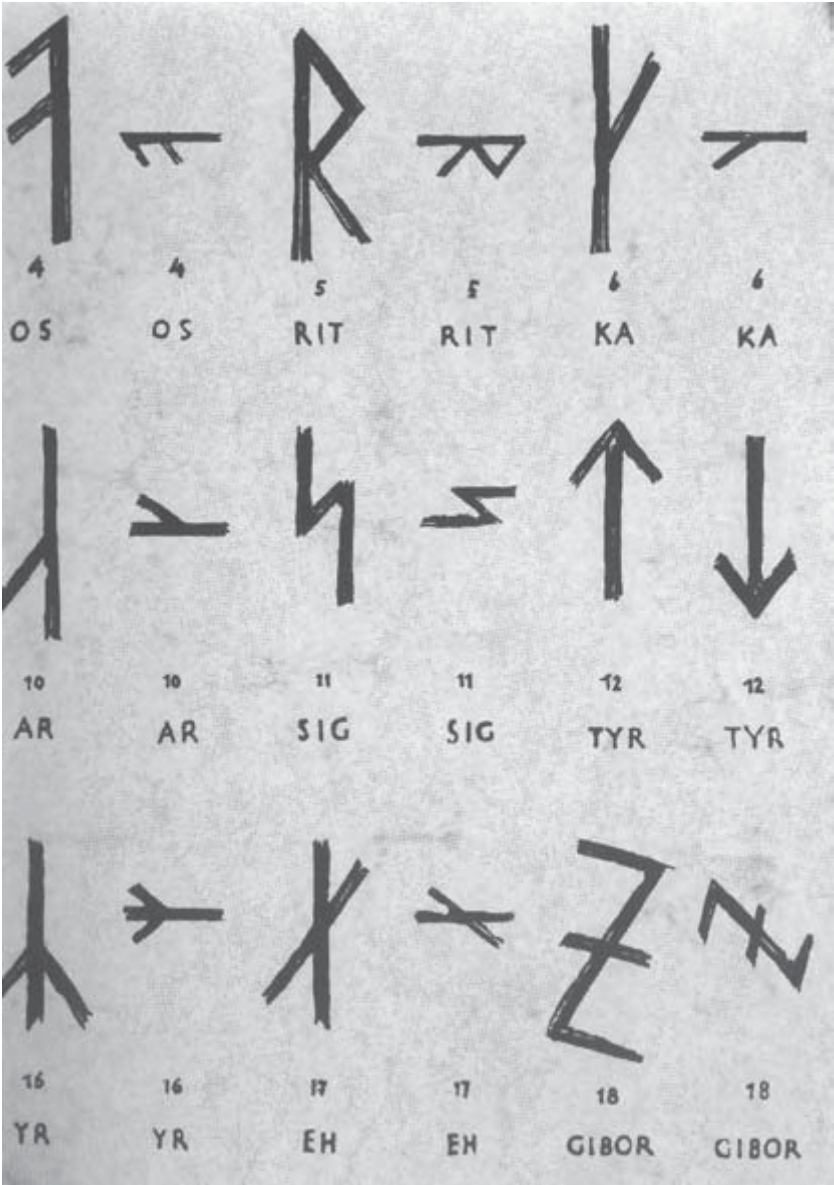 4 4 5 5 6 6
OS OS RIT RIT KA KA
10 10 11 11 12 12
AR AR SIG SIG TYR TYR
16 16 17 17 18 18
YR YR EH EH GIBOR GIBOR